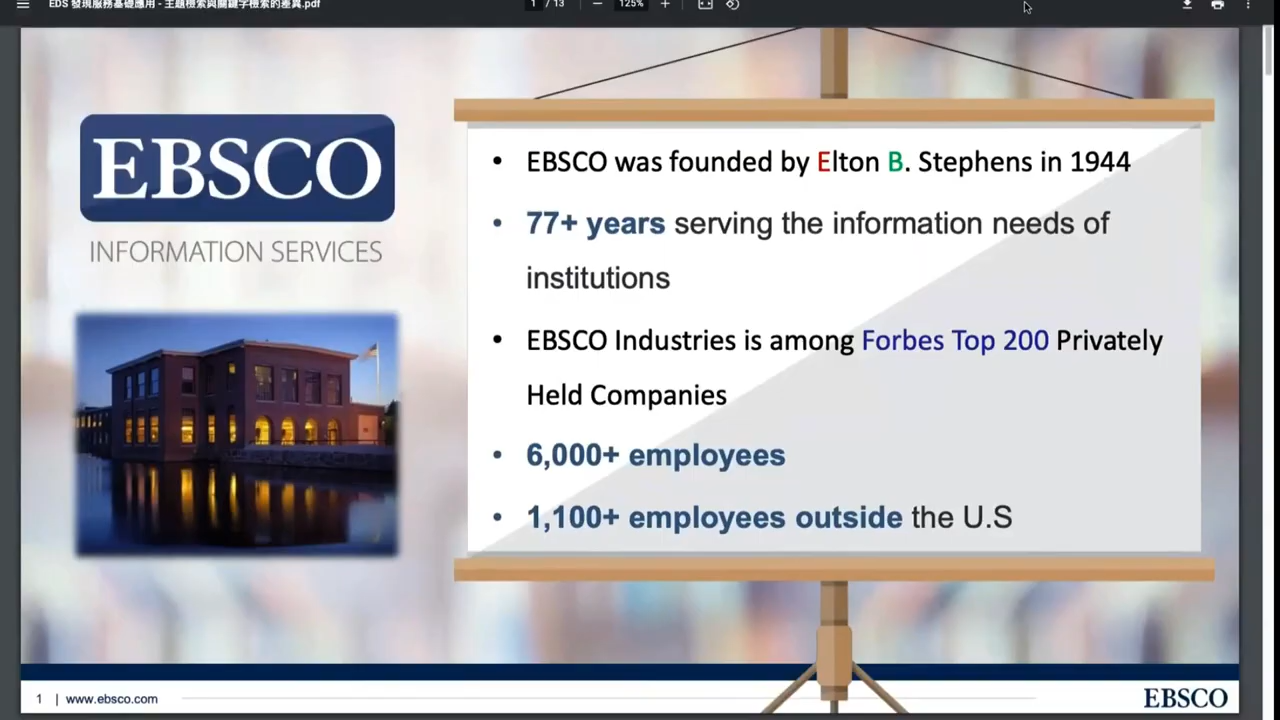 EDS 發現服務基礎應用 - 主題檢索與關鍵字檢索的差異.pdf
1 / 13
125%
EBSCO
INFORMATION SERVICES
• EBSCO was founded by Elton B. Stephens in 1944
• 77+ years serving the information needs of
institutions
• EBSCO Industries is among Forbes Top 200 Privately
Held Companies
• 6,000+ employees
• 1,100+ employees outside the U.S
1 | www.ebsco.com
EBSCO